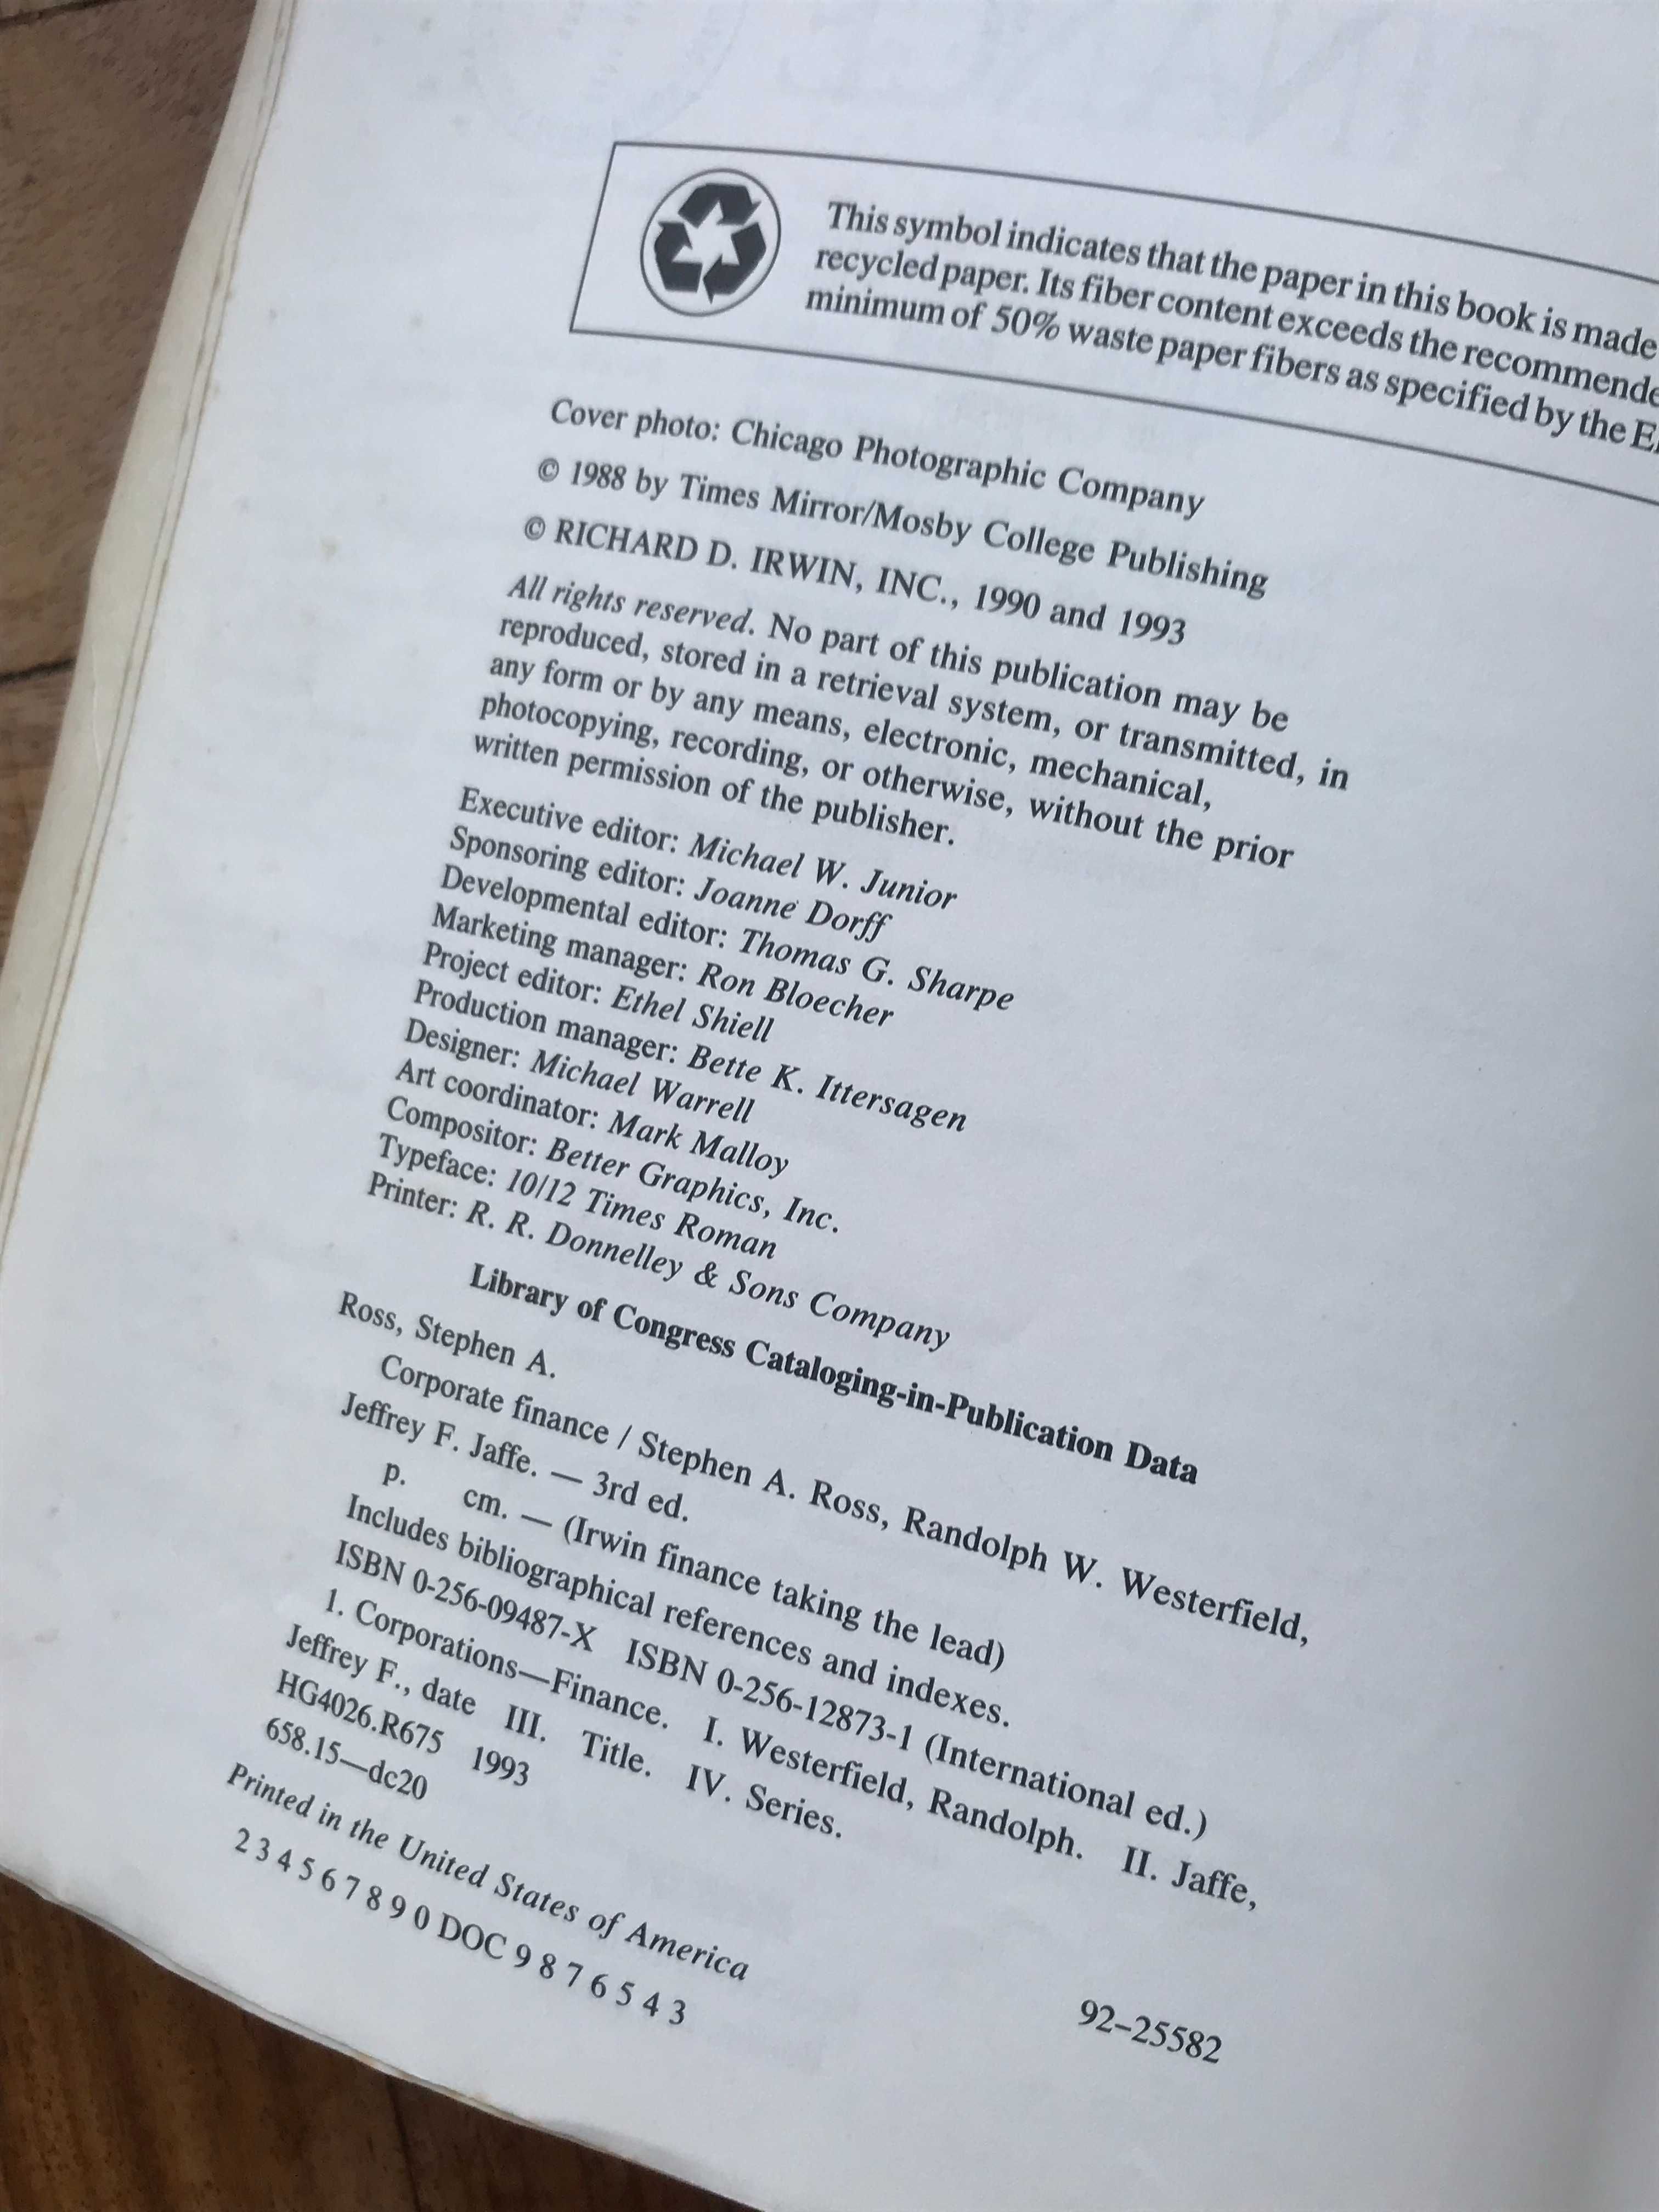 This symbol indicates that the paper in this book is made
recycled paper. Its fiber content exceeds the
minimum of 50% waste paper fibers as specified by the
Cover photo: Chicago Photographic Company
© 1988 by Times Mirror/Mosby College Publishing
© RICHARD D. IRWIN, INC., 1990 and 1993
All rights reserved. No part of this publication may be
reproduced, stored in a retrieval system, or transmitted, in
any form or by any means, electronic, mechanical,
photocopying, recording, or otherwise, without the prior
written permission of the publisher.
Executive editor: Michael W. Junior
Sponsoring editor: Joanne Dorff
Developmental editor: Thomas G. Sharpe
Marketing manager: Ron Bloecher
Project editor: Ethel Shiell
Production manager: Bette K. Ittersagen
Designer: Michael Warrell
Art coordinator: Mark Malloy
Compositor: Better Graphics, Inc.
Typeface: 10/12 Times Roman
Printer: R. R. Donnelley & Sons Company
Library of Congress Cataloging-in-Publication Data
Ross, Stephen A.
Corporate finance / Stephen A. Ross, Randolph W. Westerfield,
Jeffrey F. Jaffe. — 3rd ed.
p. cm. — (Irwin finance taking the lead)
Includes bibliographical references and indexes.
ISBN 0-256-09487-X ISBN 0-256-12873-1 (International ed.)
1. Corporations—Finance. I. Westerfield, Randolph. II. Jaffe,
Jeffrey F., date III. Title. IV. Series.
HG4026.R675 1993
658.15—dc20
92–25582
Printed in the United States of America
2 3 4 5 6 7 8 9 0 DOC 9 8 7 6 5 4 3